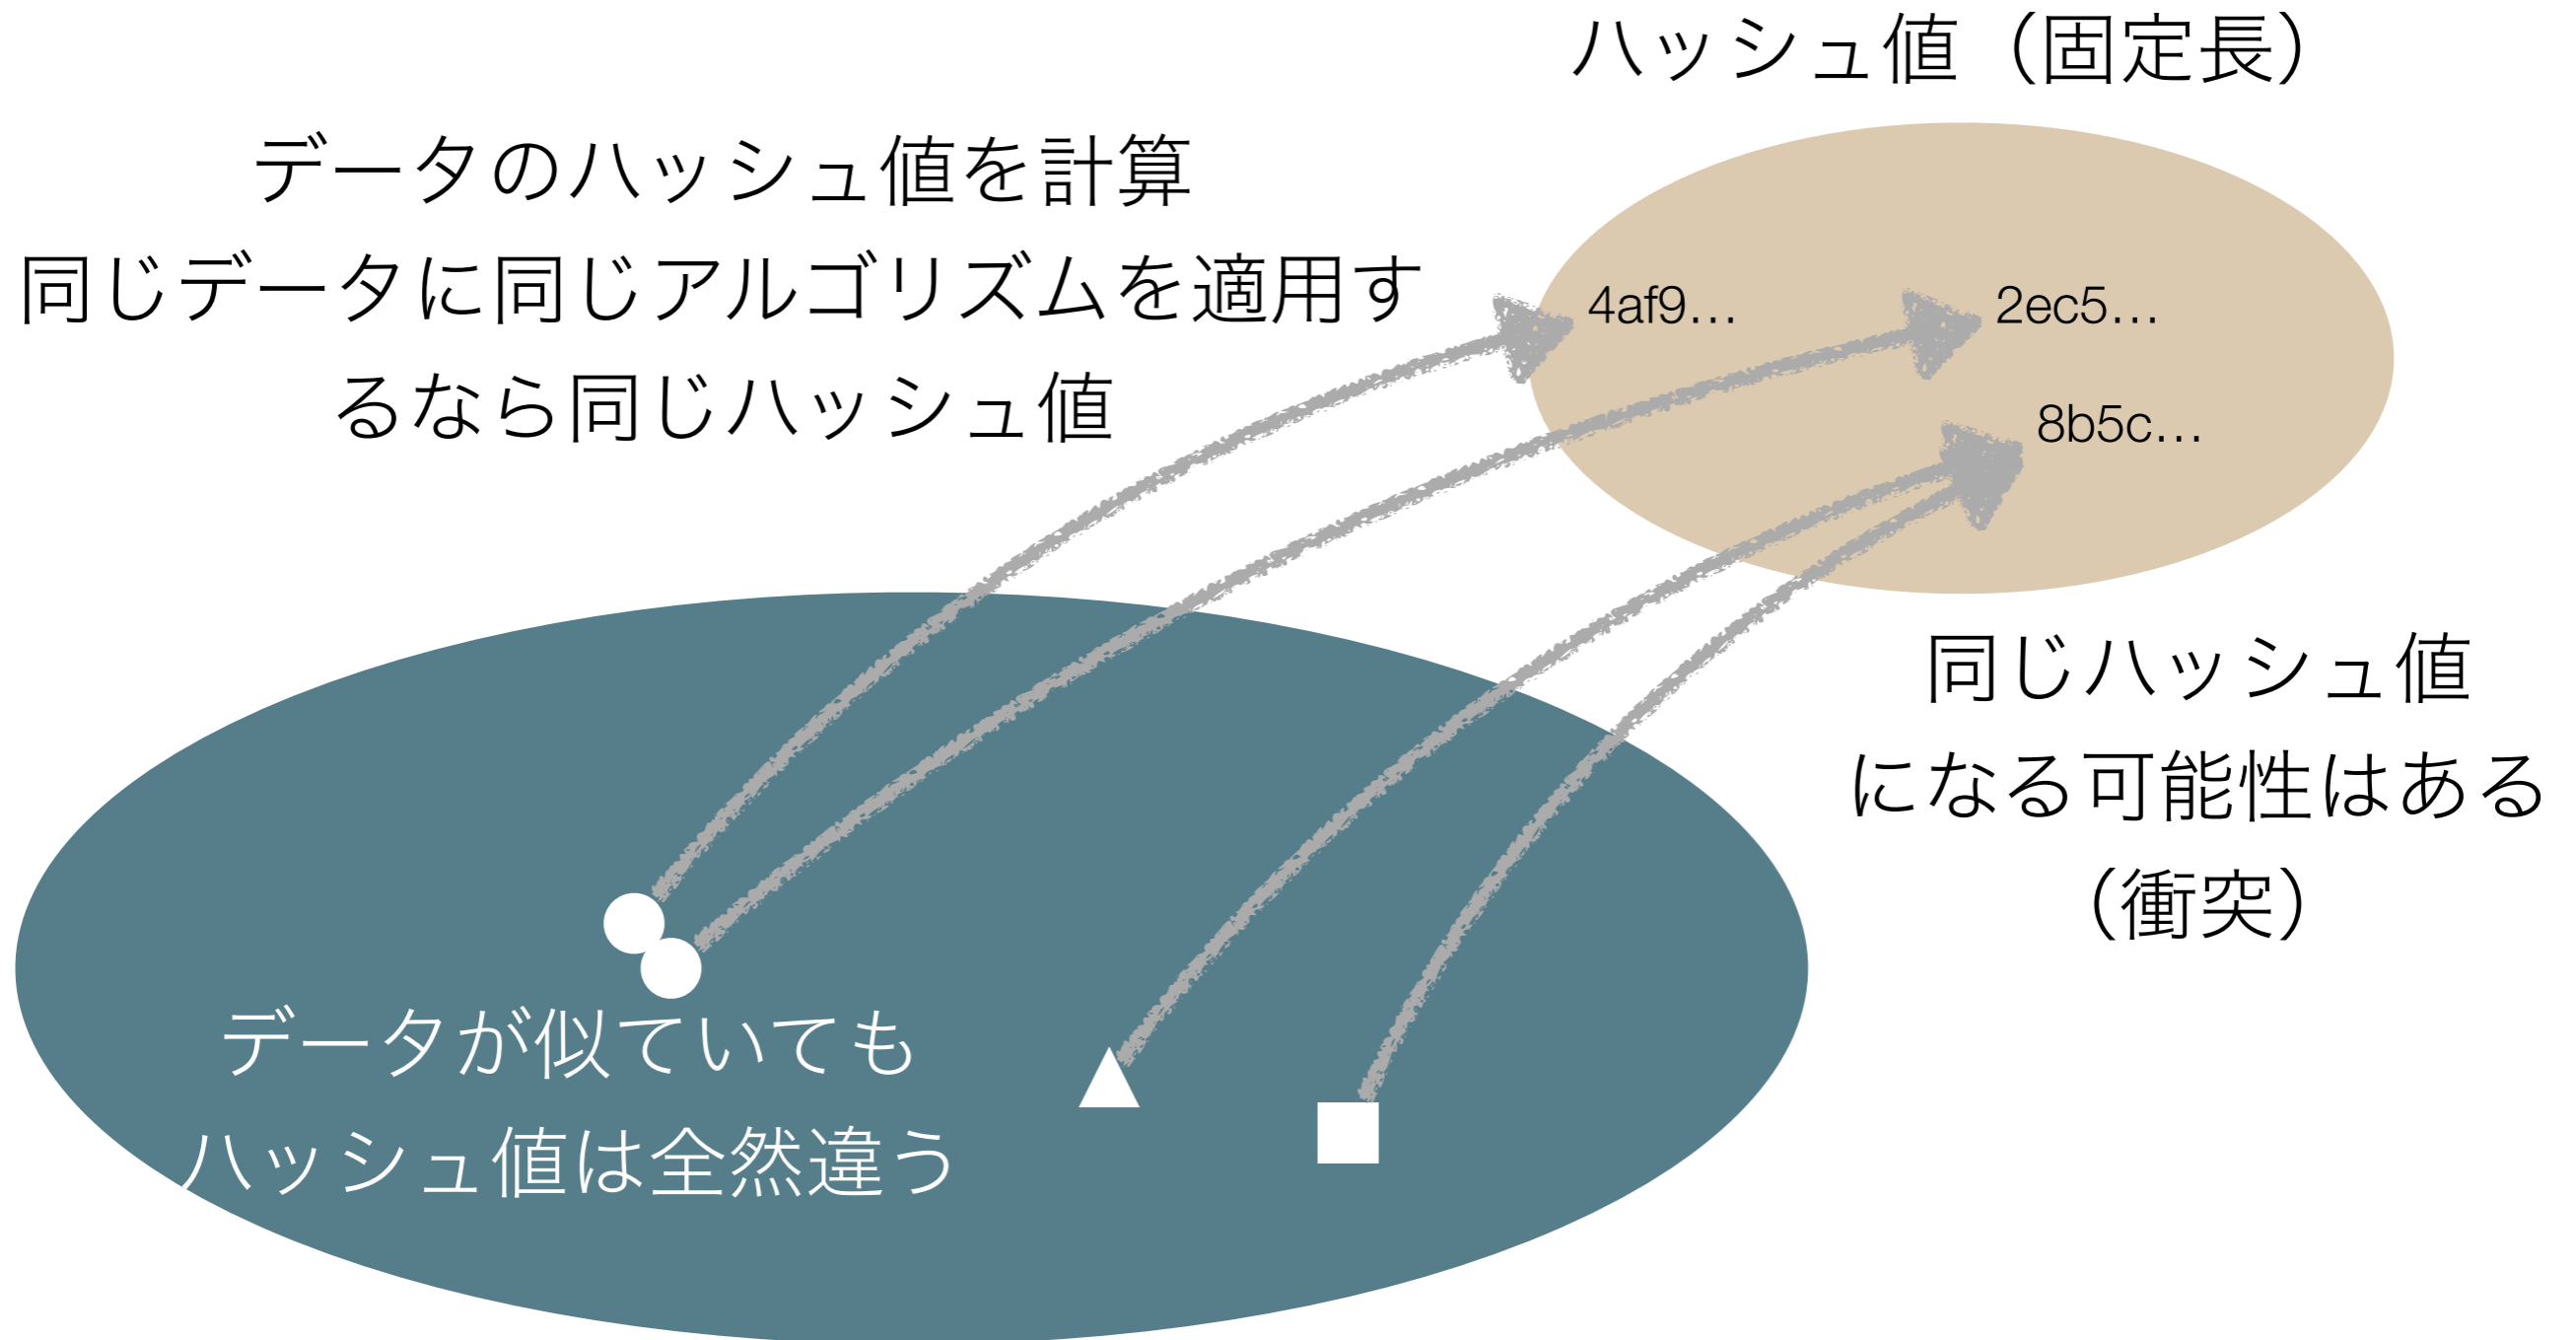 ハッシュ値（固定長）
データのハッシュ値を計算
同じデータに同じアルゴリズムを適用す
るなら同じハッシュ値
4af9…
2ec5…
8b5c…
同じハッシュ値
になる可能性はある
（衝突）
データが似ていても
ハッシュ値は全然違う